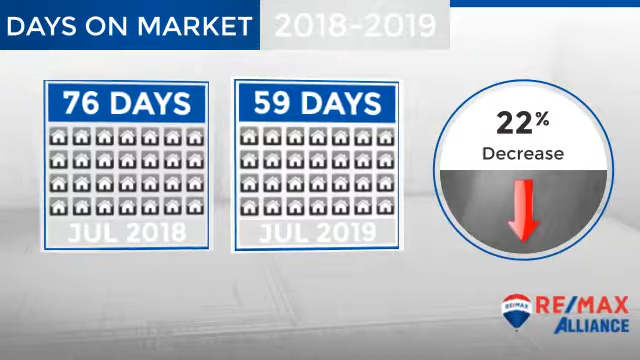 DAYS ON MARKET 2018-2019
76 DAYS
JUL 2018
59 DAYS
JUL 2019
22%
Decrease
RE/MAX
RE/MAX
ALLIANCE